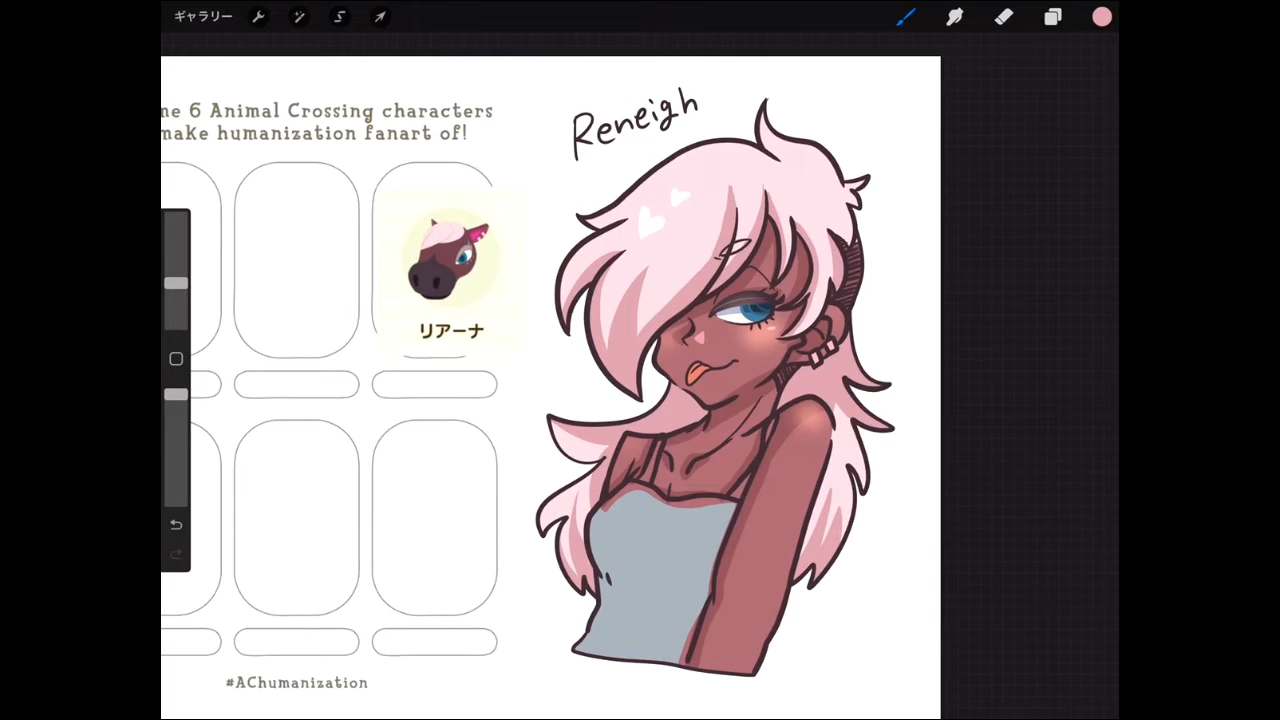 ギャラリー
me 6 Animal Crossing characters
make humanization fanart of!
Reneigh
リアーナ
#AChumanization